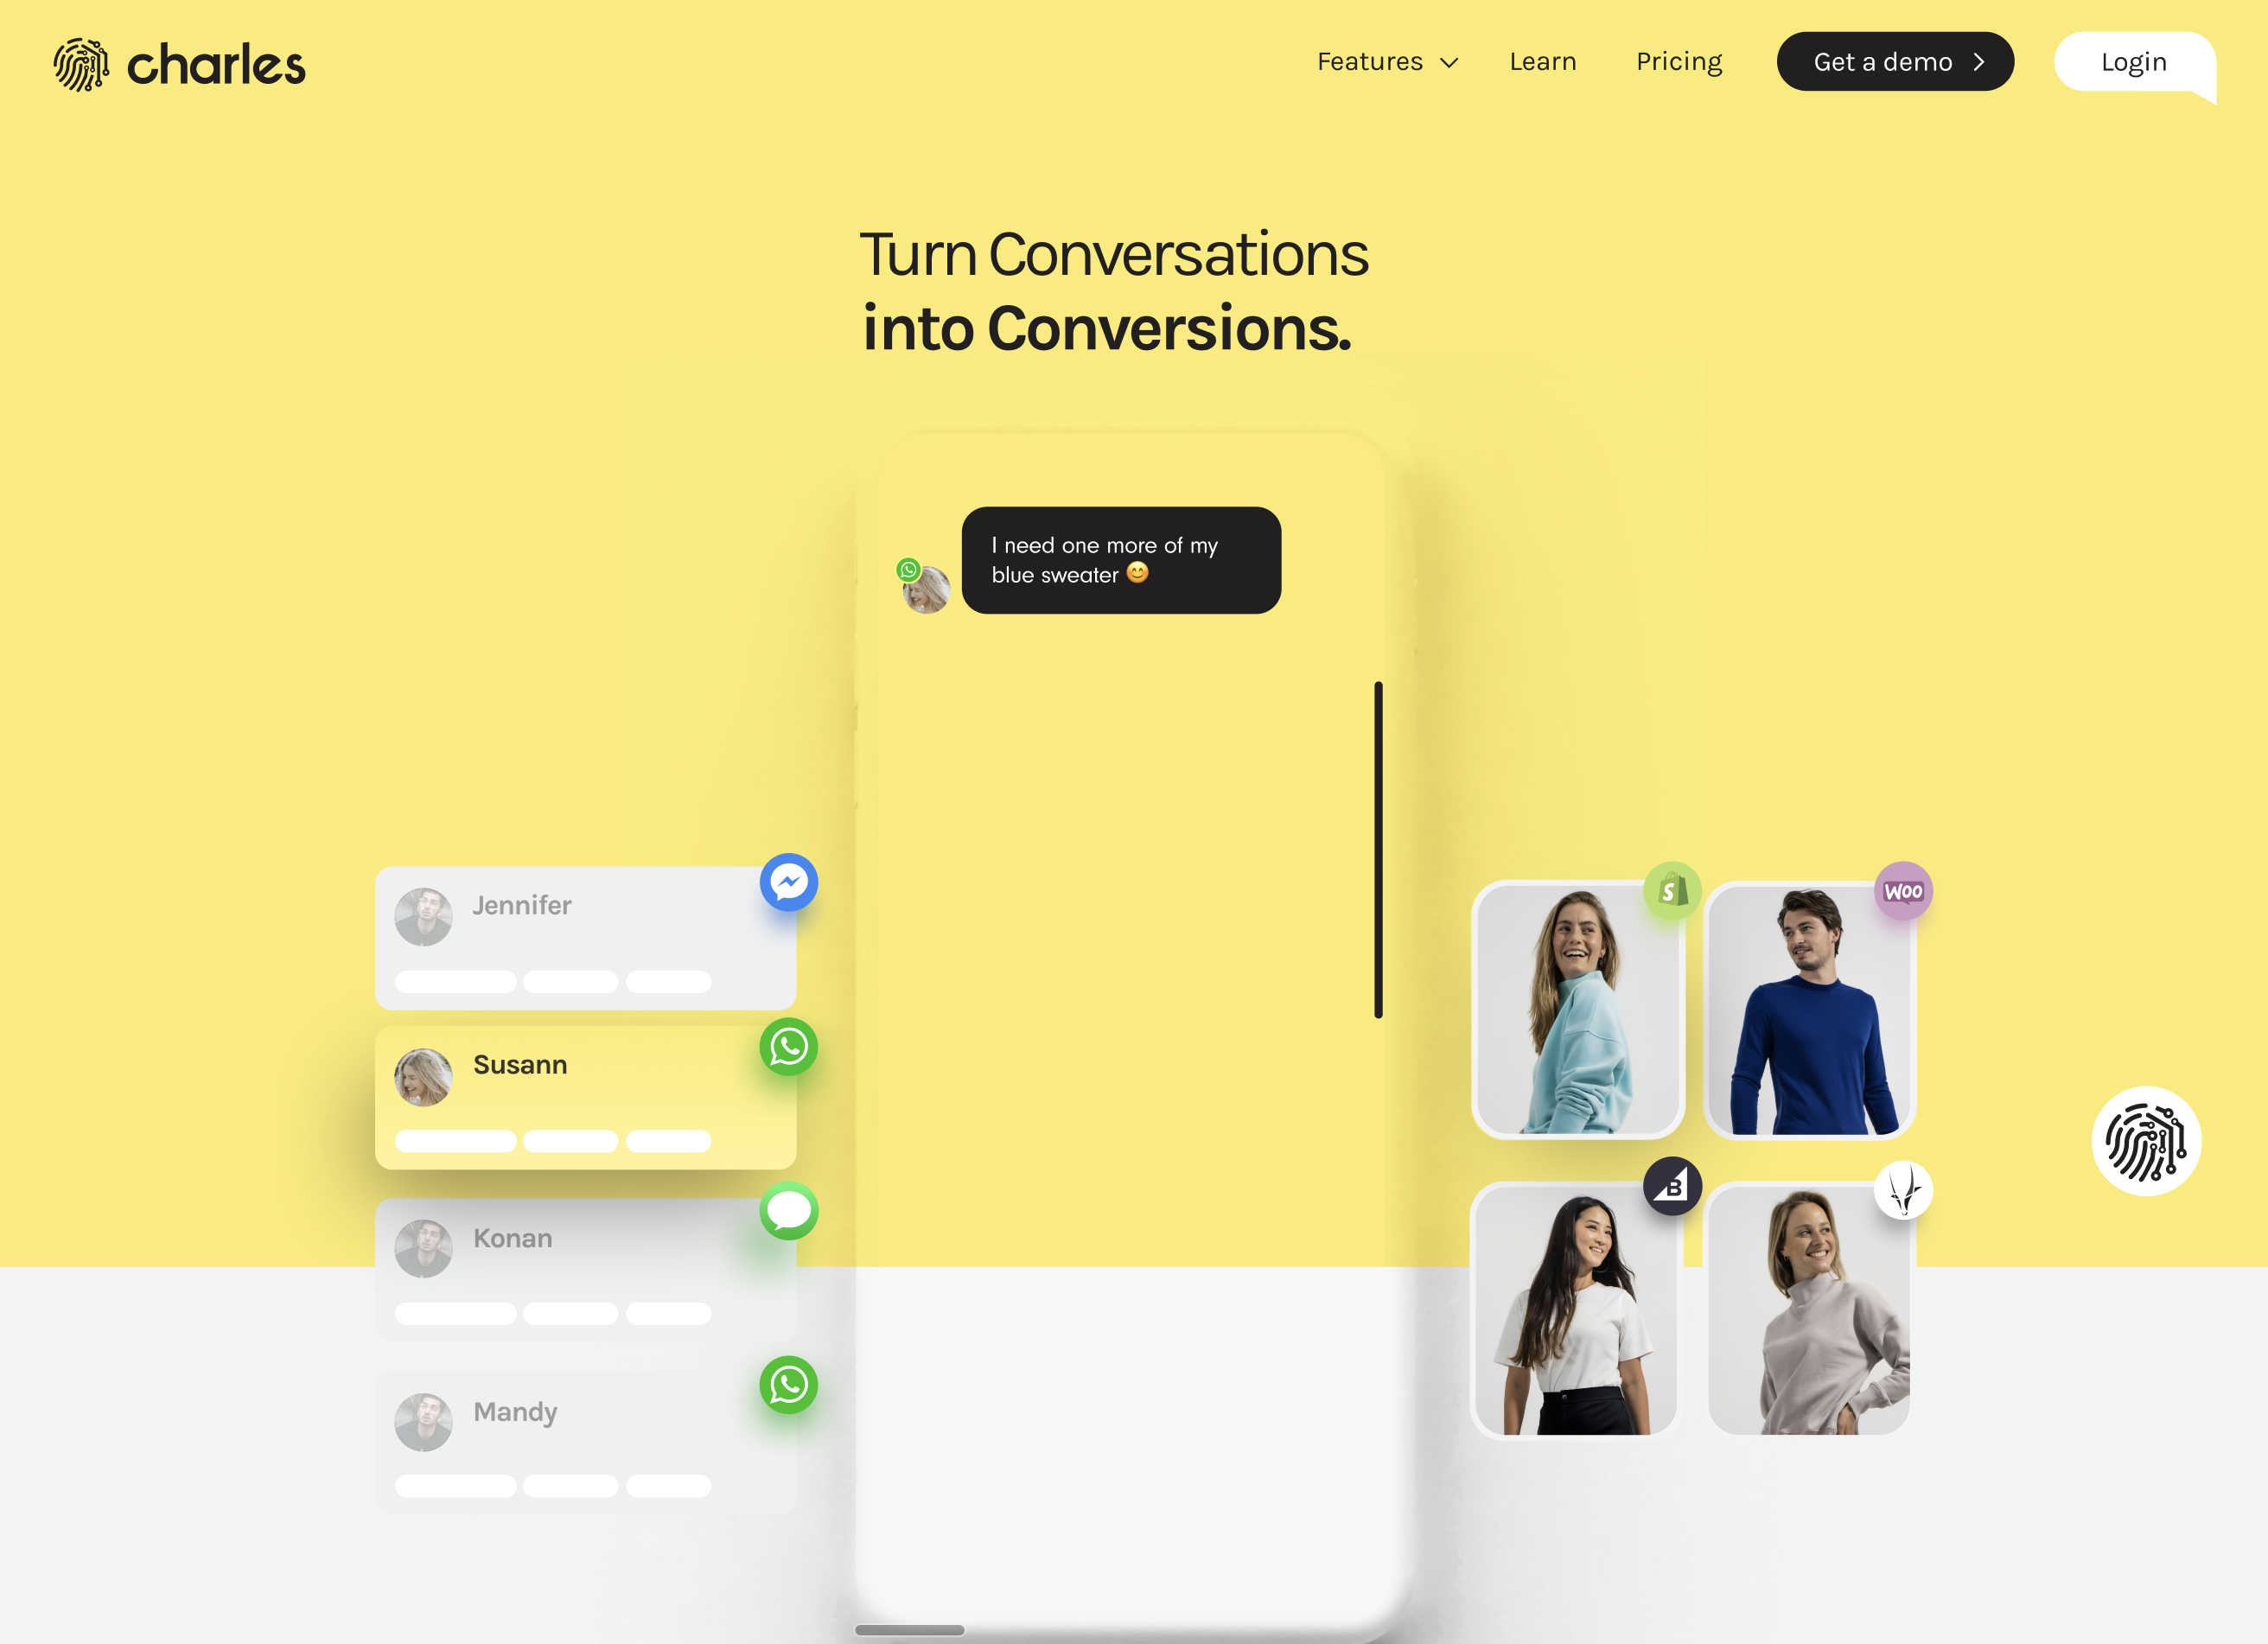 charles
Features
Learn
Pricing
Get a demo
Login
Turn Conversations
into Conversions.
I need one more of my
blue sweater 😊
Jennifer
Susann
Konan
Mandy
S
WOO
B